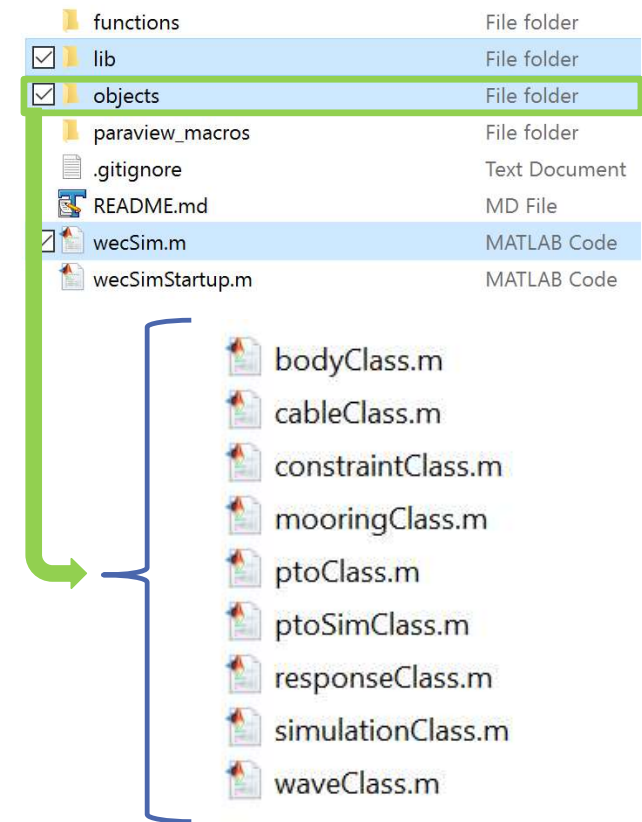 functions File folder
lib File folder
objects File folder
paraview_macros File folder
.gitignore Text Document
README.md MD File
wecSim.m MATLAB Code
wecSimStartup.m MATLAB Code
bodyClass.m
cableClass.m
constraintClass.m
mooringClass.m
ptoClass.m
ptoSimClass.m
responseClass.m
simulationClass.m
waveClass.m